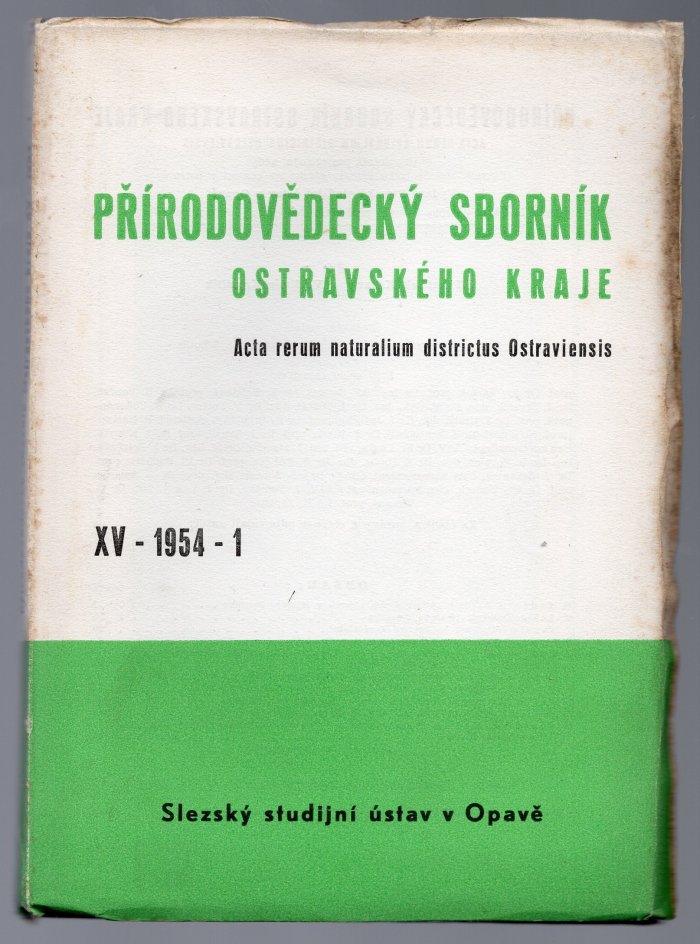 PŘÍRODOVĚDECKÝ SBORNÍK
OSTRAVSKÉHO KRAJE
Acta rerum naturalium districtus Ostraviensis
XV - 1954 - 1
Slezský studijní ústav v Opavě